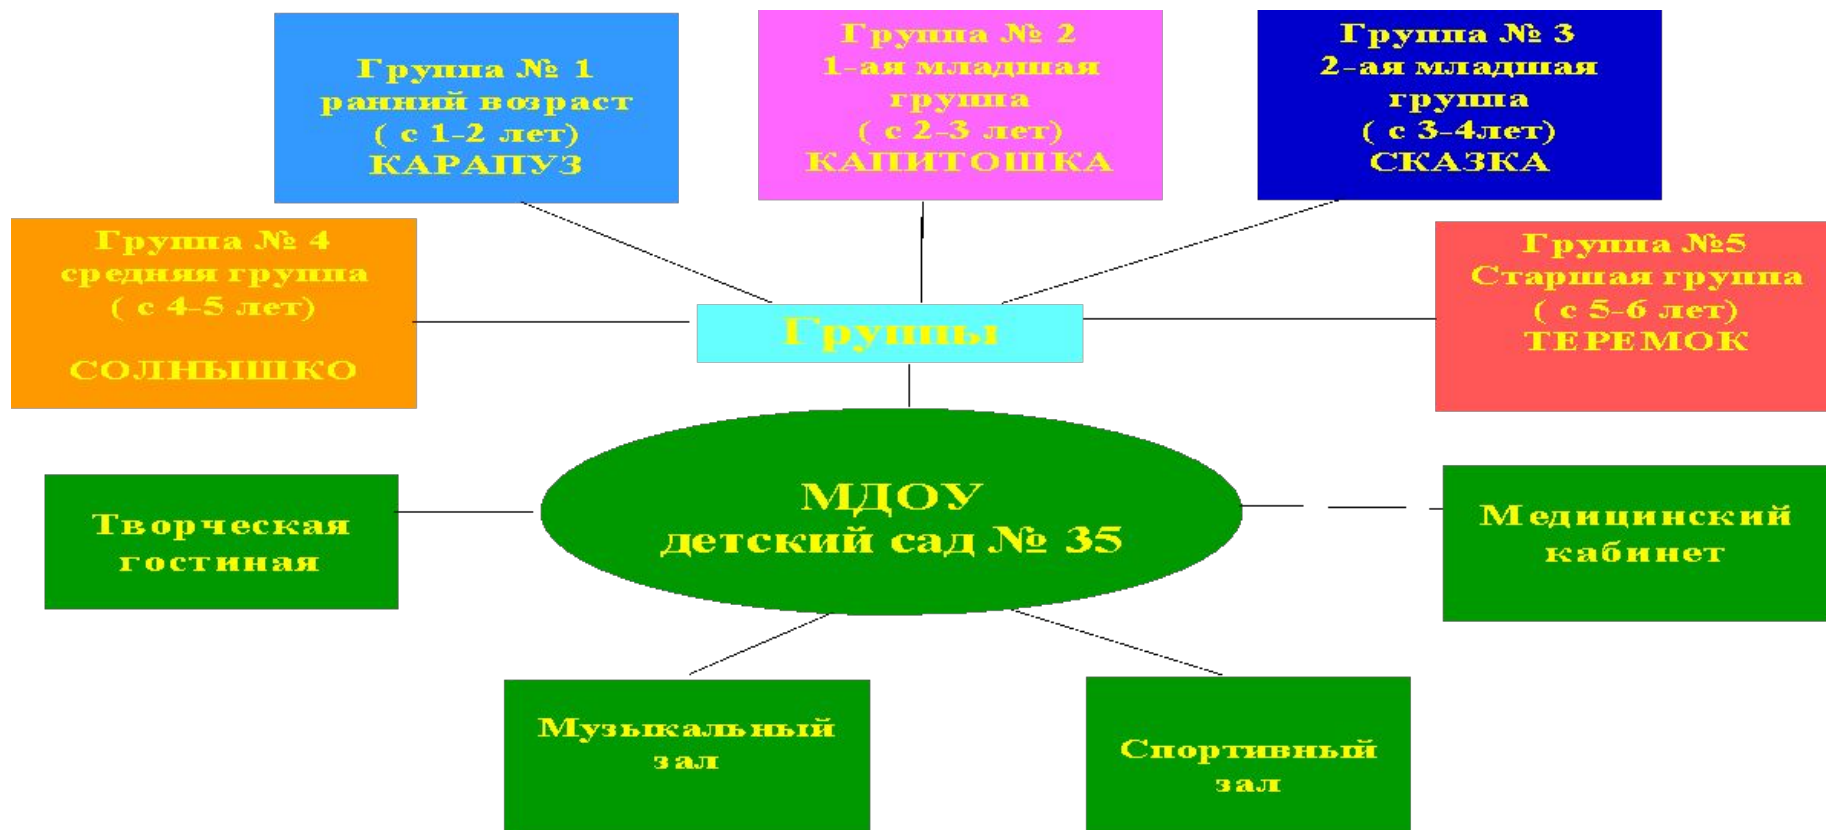 Группа № 1
ранний возраст
( с 1-2 лет)
КАРАПУЗ
Группа № 2
1-ая младшая
группа
( с 2-3 лет)
КАПИТОШКА
Группа № 3
2-ая младшая
группа
( с 3-4лет)
СКАЗКА
Группа № 4
средняя группа
( с 4-5 лет)
СОЛНЫШКО
Группы
Группа №5
Старшая группа
( с 5-6 лет)
ТЕРЕМОК
Творческая
гостиная
МДОУ
детский сад № 35
Медицинский
кабинет
Музыкальный
зал
Спортивный
зал